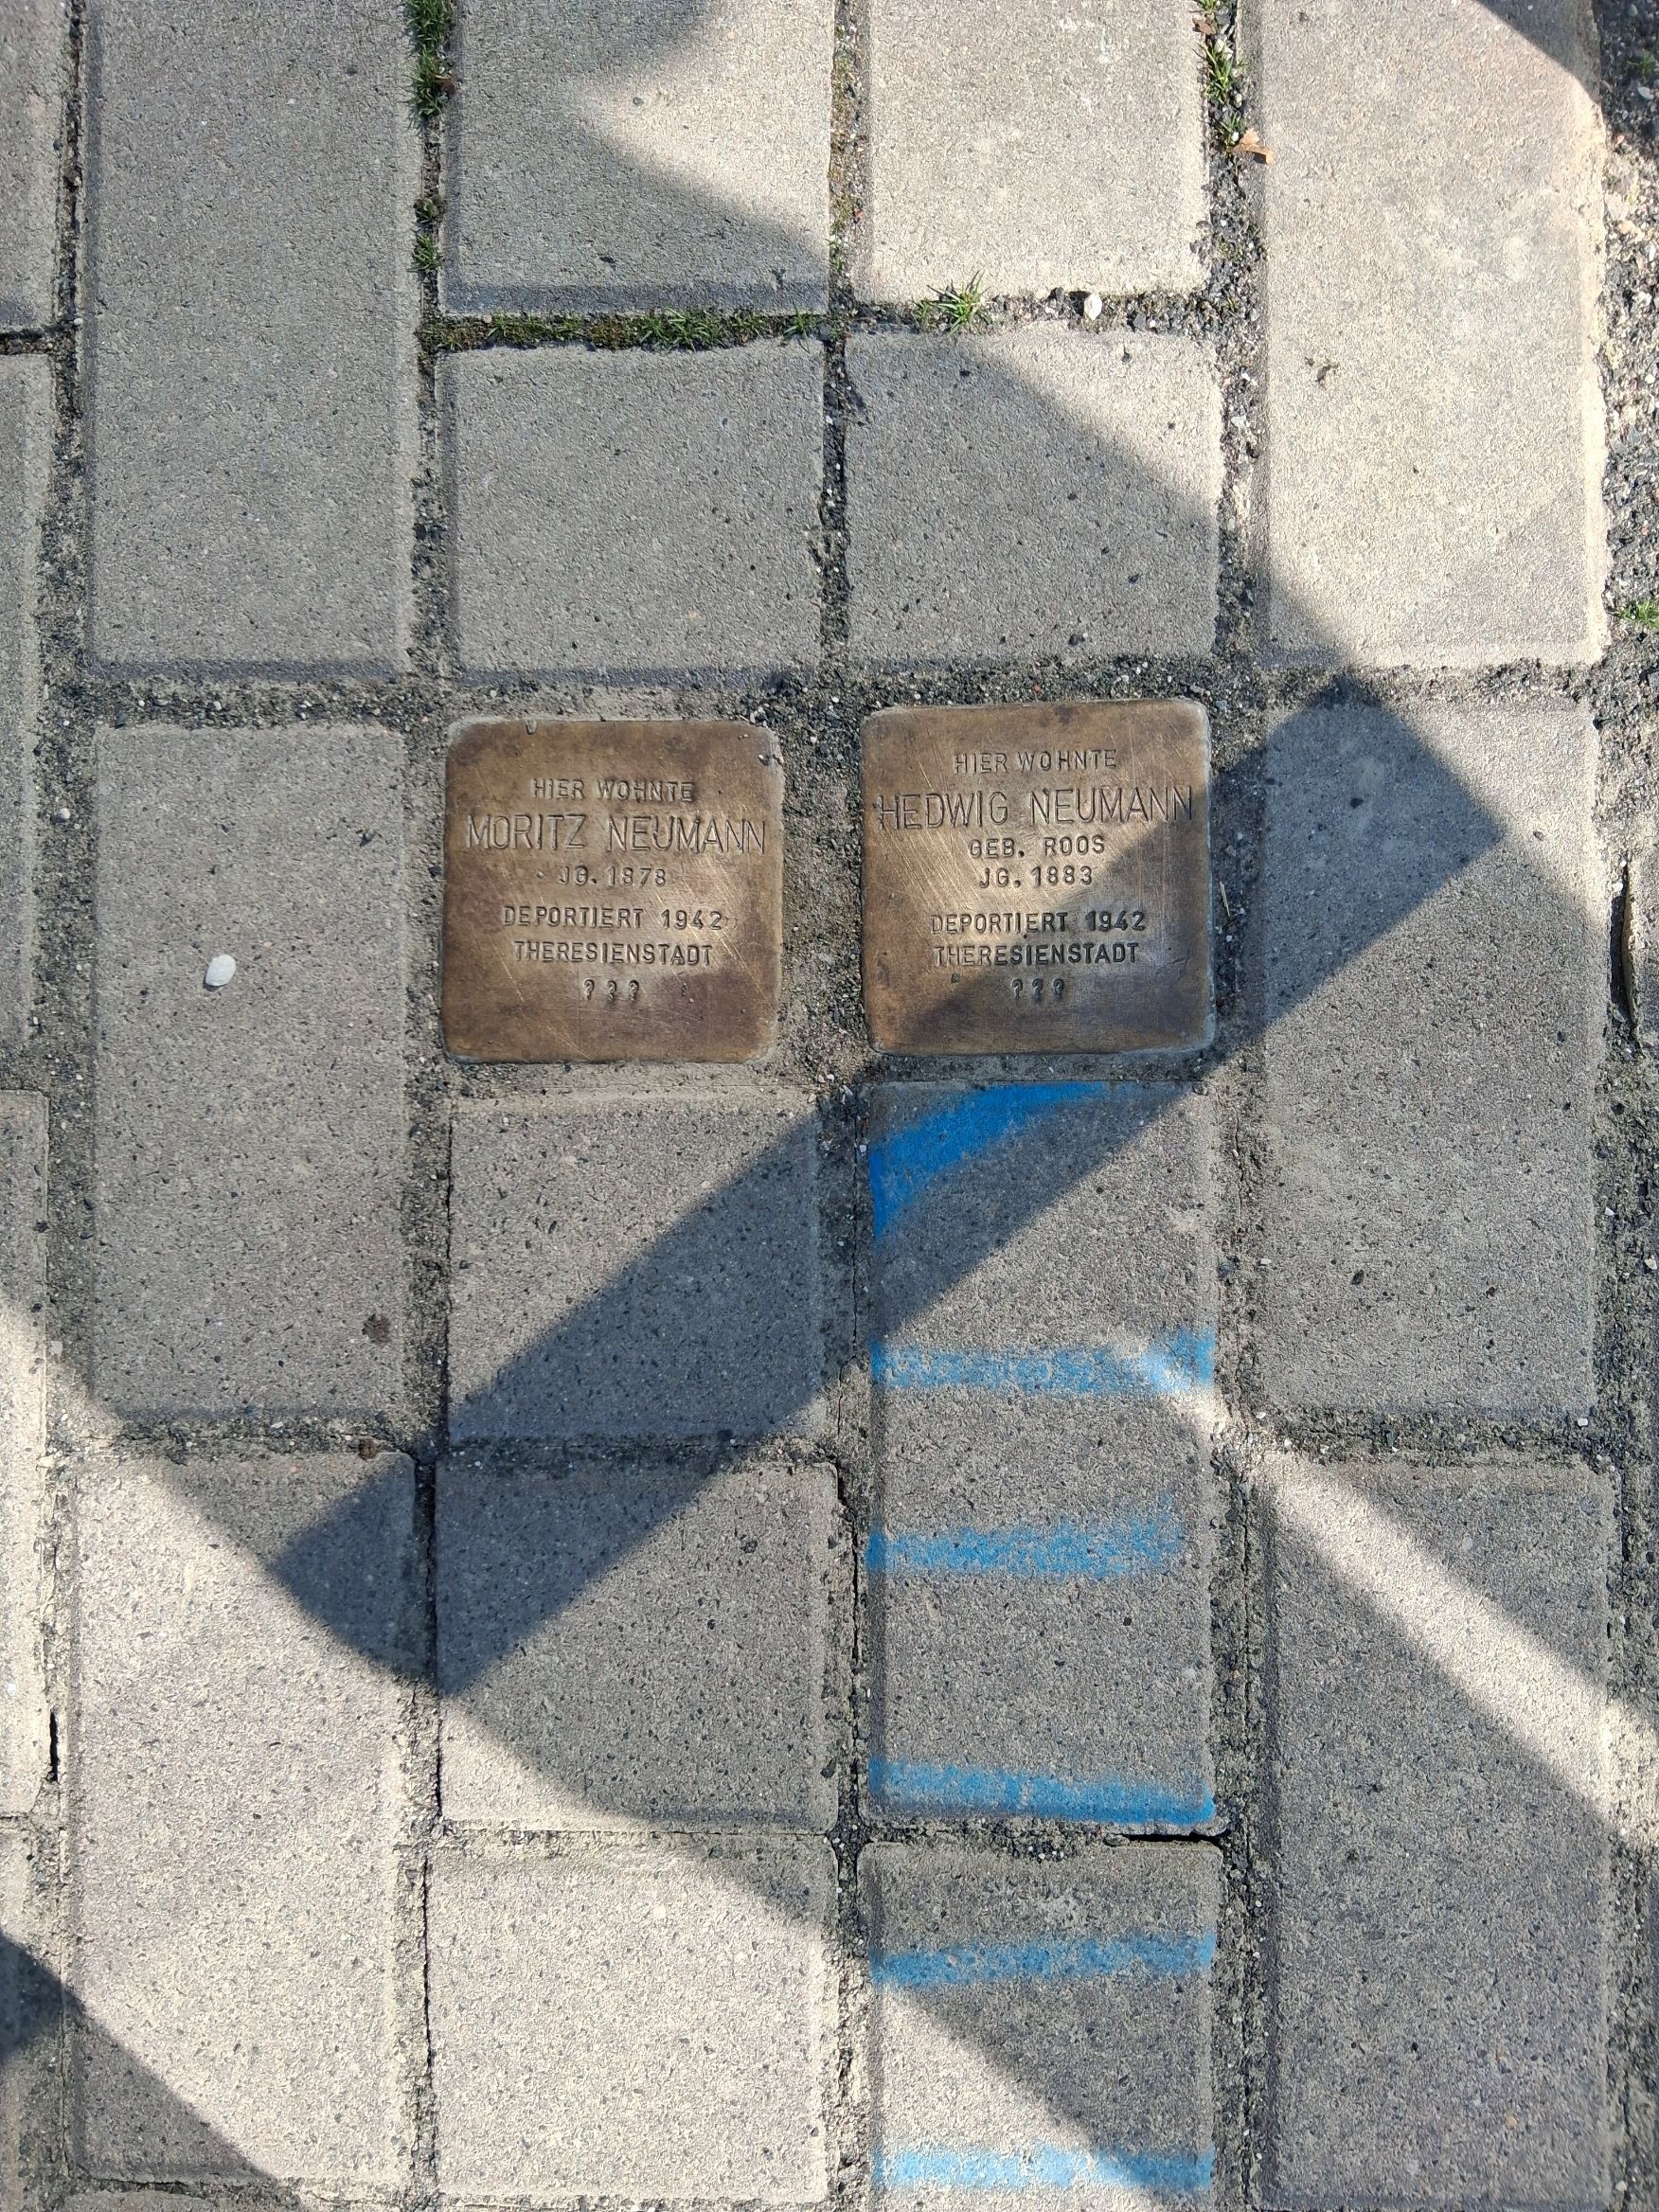 HIER WOHNTE
MORITZ NEUMANN
JG. 1878
DEPORTIERT 1942
THERESIENSTADT
???
HIER WOHNTE
HEDWIG NEUMANN
GEB. ROOS
JG. 1883
DEPORTIERT 1942
THERESIENSTADT
???